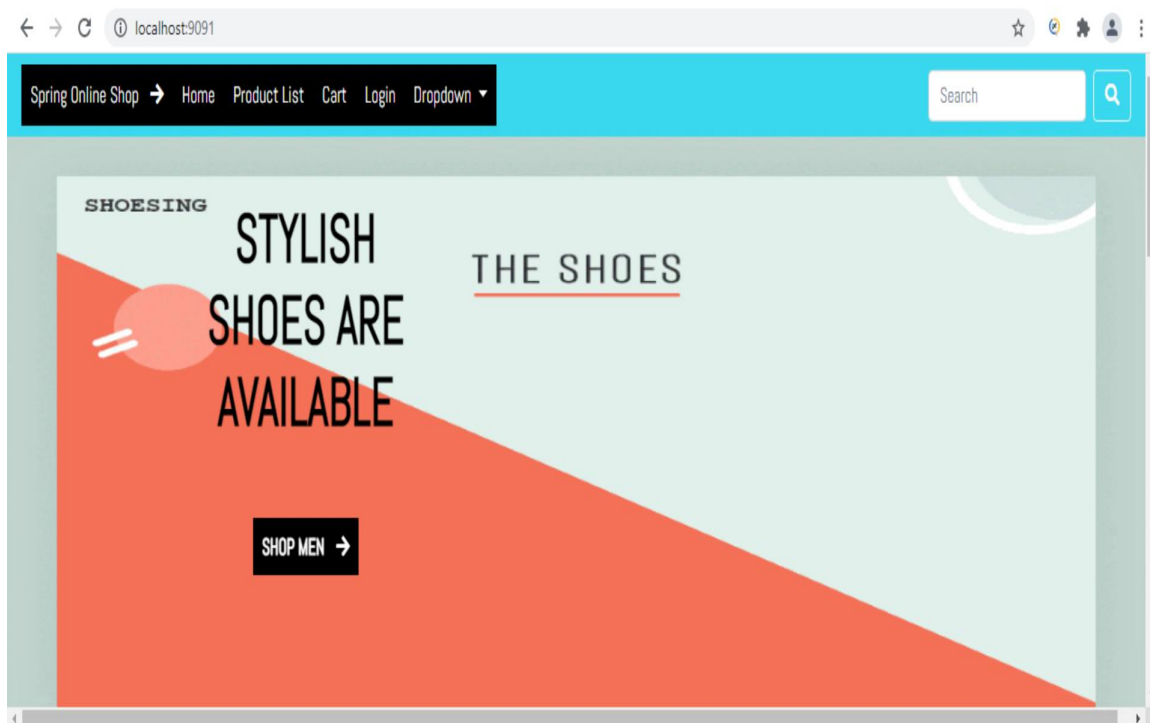 localhost:9091
Spring Online Shop → Home Product List Cart Login Dropdown
Search
SHOESING
STYLISH
SHOES ARE
AVAILABLE
THE SHOES
SHOP MEN →